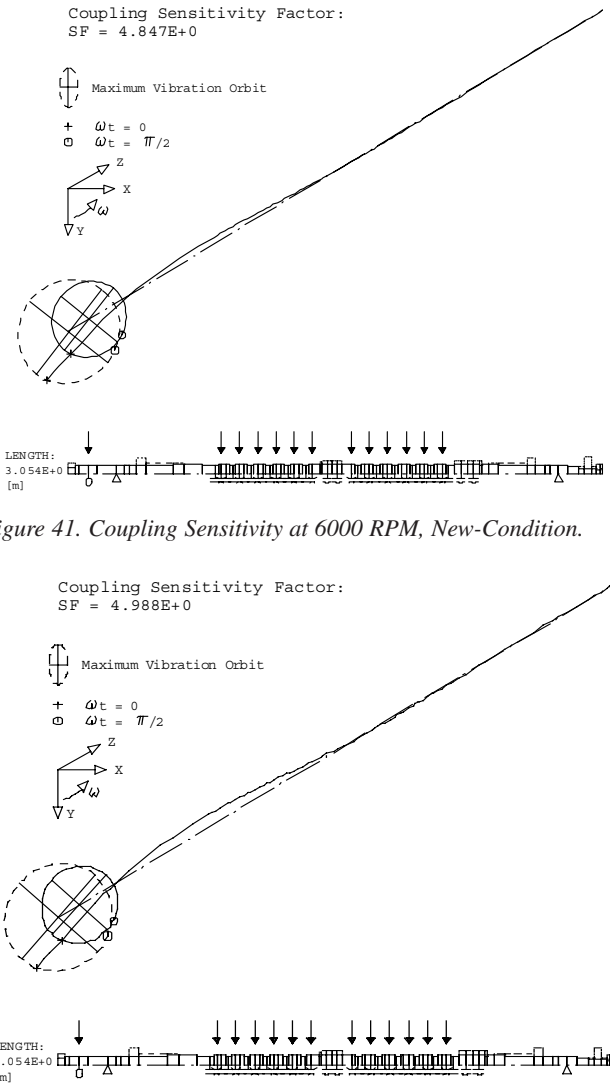 Coupling Sensitivity Factor:
SF = 4.847E+0
Maximum Vibration Orbit
ωt = 0
ωt = π/2
Z
X
ω
Y
LENGTH:
3.054E+0
[m]
igure 41. Coupling Sensitivity at 6000 RPM, New-Condition.
Coupling Sensitivity Factor:
SF = 4.988E+0
Maximum Vibration Orbit
ωt = 0
ωt = π/2
Z
X
ω
Y
ENGTH:
.054E+0
m]